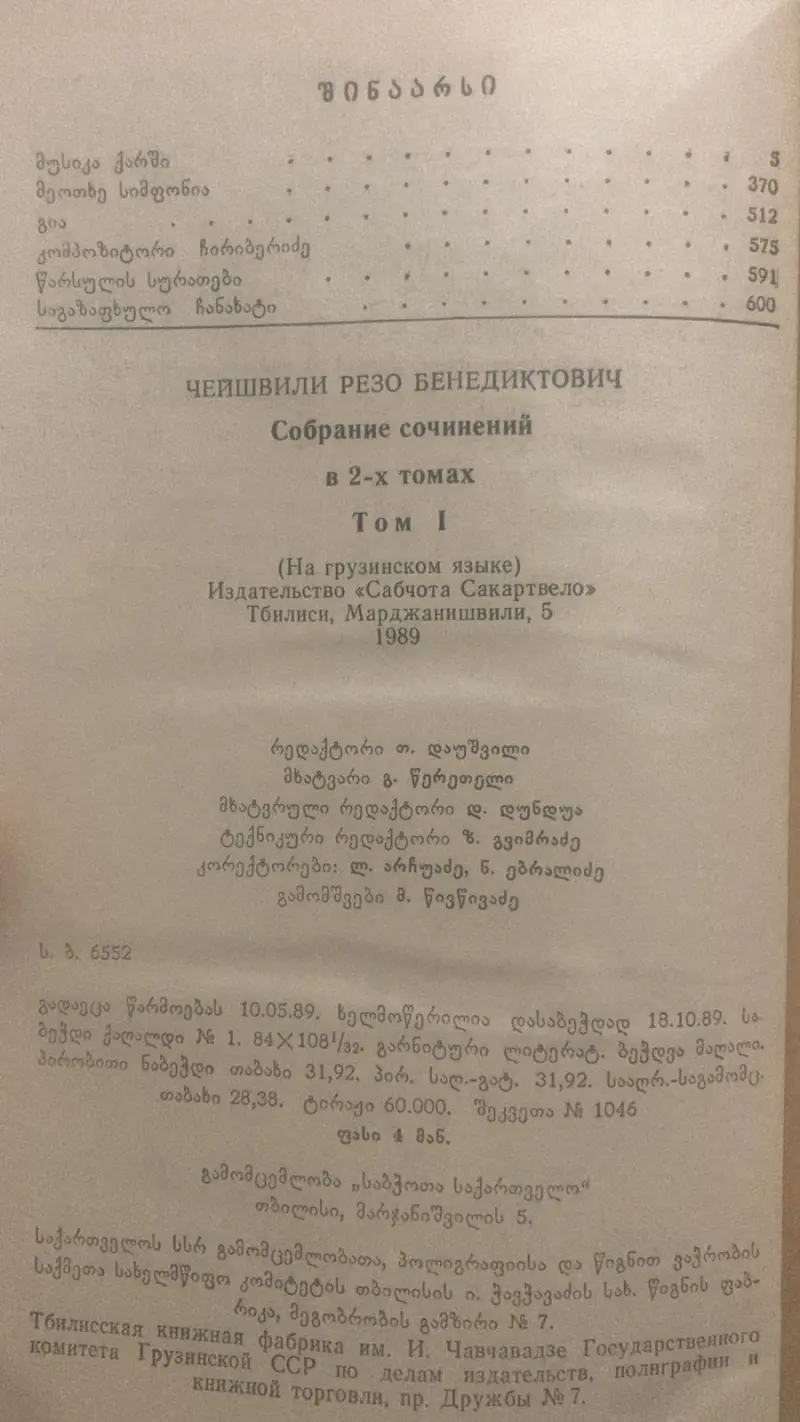 შინაარსი
მუსიკა ქარში . . . . . . . . . . . . 3
მეოთხე სიმფონია . . . . . . . . . . . . 370
გია . . . . . . . . . . . . . . . 512
კომპოზიტორი ჩირიბერიძე . . . . . . . . . 575
წარსულის სურათები . . . . . . . . . . . 591
საგაზაფხულო ჩანახატი . . . . . . . . . . 600
ЧЕЙШВИЛИ РЕЗО БЕНЕДИКТОВИЧ
Собрание сочинений
в 2-х томах
Том I
(На грузинском языке)
Издательство «Сабчота Сакартвело»
Тбилиси, Марджанишвили, 5
1989
რედაქტორი თ. დაუშვილი
მხატვარი გ. წერეთელი
მხატვრული რედაქტორი დ. დუნდუა
ტექნიკური რედაქტორი ზ. გვიმრაძე
კორექტორები: ლ. არჩუაძე, ნ. ებრალიძე
გამომშვები მ. წივწივაძე
ს. ბ. 6552
გადაეცა წარმოებას 10.05.89. ხელმოწერილია დასაბეჭდად 18.10.89. სა-
ბეჭდი ქაღალდი № 1. 84×108¹/₃₂. გარნიტური ლიტერატ. ბეჭდვა მაღალი.
პირობითი ნაბეჭდი თაბახი 31,92. პირ. საღ.-გატ. 31,92. სააღრ.-საგამომც.
თაბახი 28,38. ტირაჟი 60.000. შეკვეთა № 1046
ფასი 4 მან.
გამომცემლობა „საბჭოთა საქართველო“
თბილისი, მარჯანიშვილის 5.
საქართველოს სსრ გამომცემლობათა, პოლიგრაფიისა და წიგნით ვაჭრობის
საქმეთა სახელმწიფო კომიტეტის თბილისის ი. ჭავჭავაძის სახ. წიგნის ფაბ-
რიკა, მეგობრობის გამზირი № 7.
Тбилисская книжная фабрика им. И. Чавчавадзе Государственного
комитета Грузинской ССР по делам издательств, полиграфии и
книжной торговли, пр. Дружбы № 7.